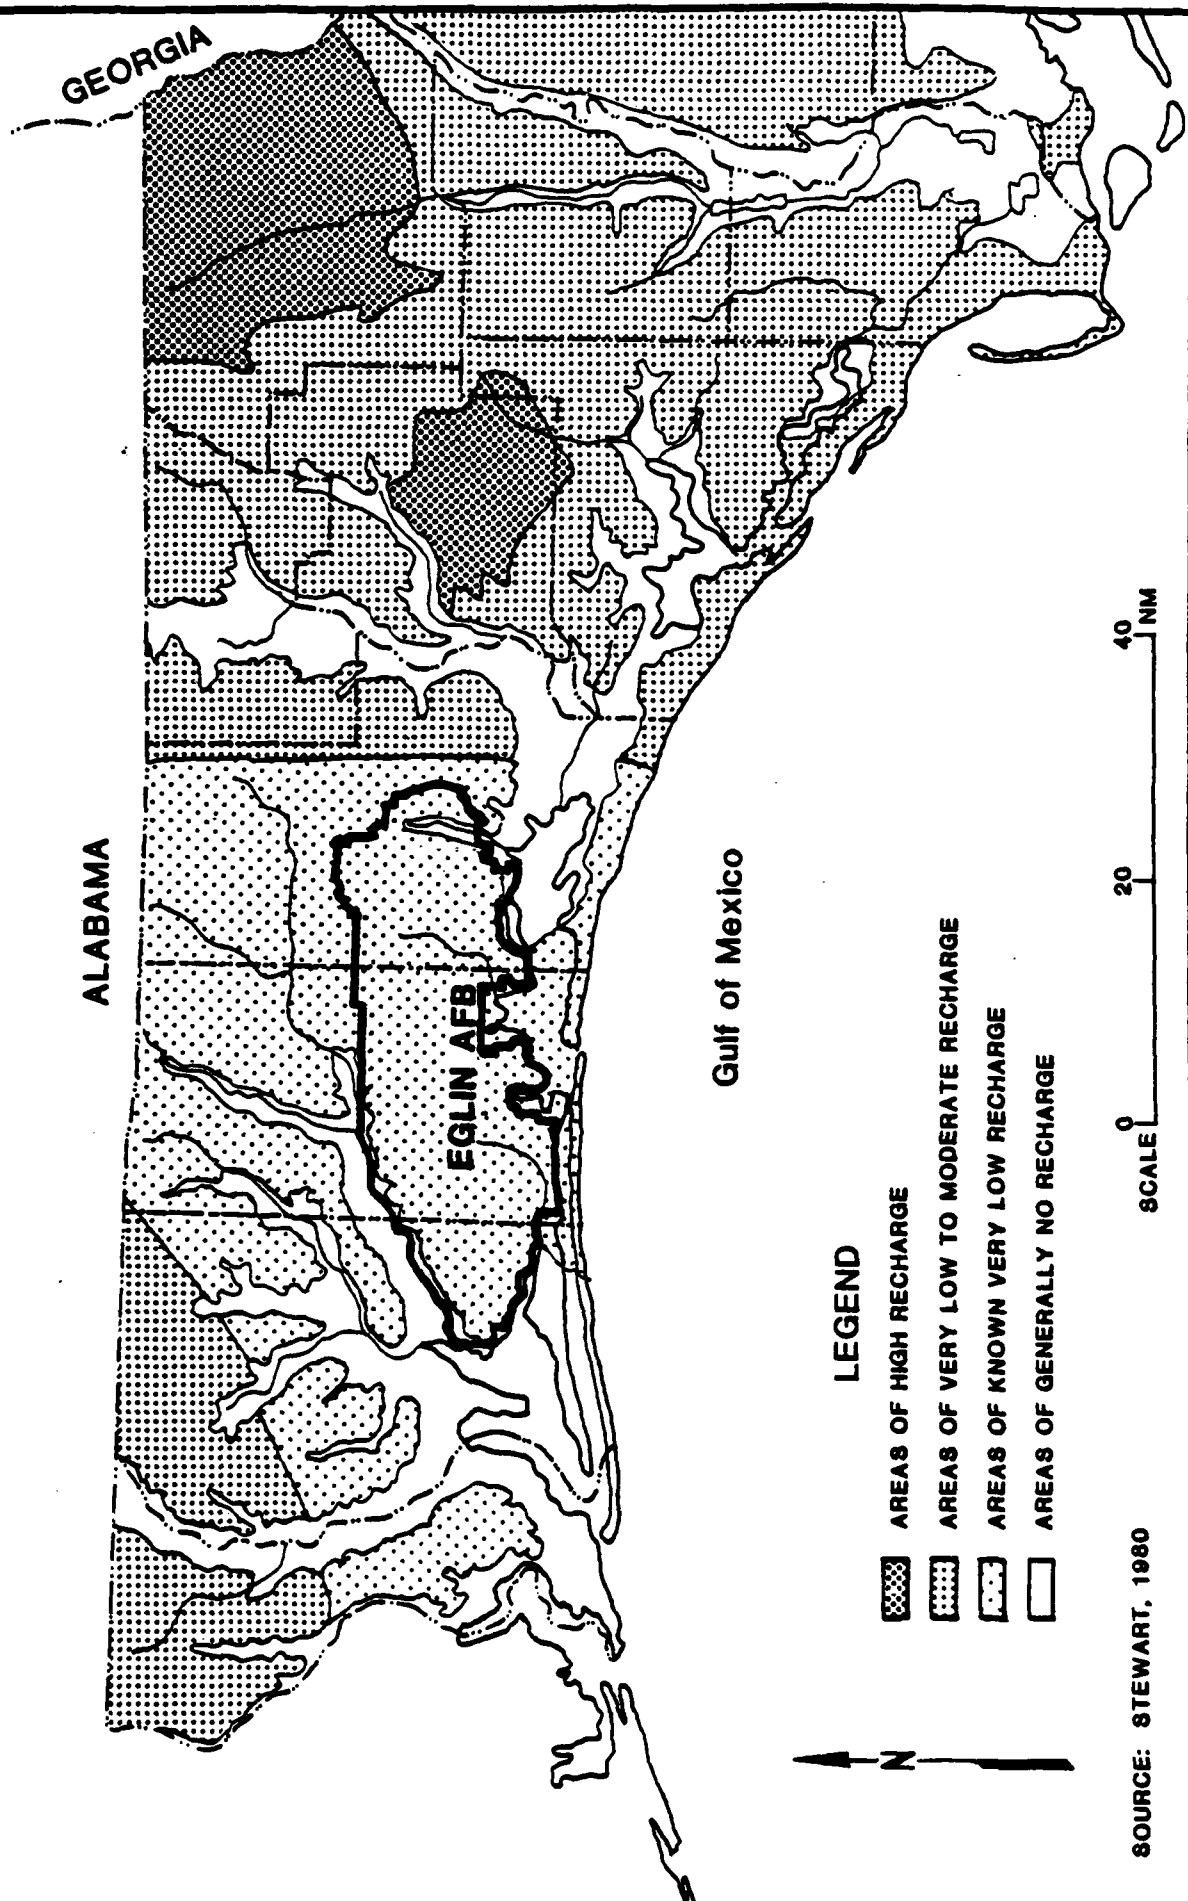 GEORGIA
ALABAMA
EGLIN AFB
Gulf of Mexico
LEGEND
AREAS OF HIGH RECHARGE
AREAS OF VERY LOW TO MODERATE RECHARGE
AREAS OF KNOWN VERY LOW RECHARGE
AREAS OF GENERALLY NO RECHARGE
N
0 20 40 NM
SCALE
SOURCE: STEWART, 1980